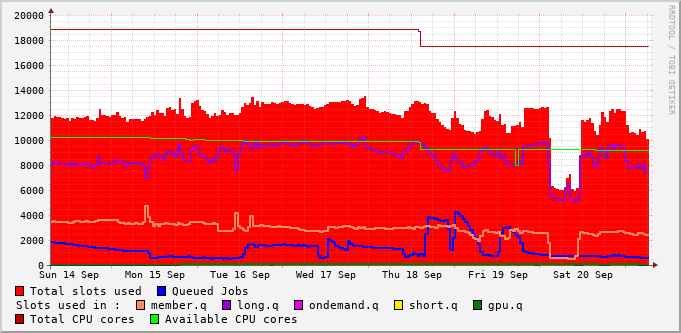 20000
18000
16000
14000
12000
10000
8000
6000
4000
2000
0
Sun 14 Sep Mon 15 Sep Tue 16 Sep Wed 17 Sep Thu 18 Sep Fri 19 Sep Sat 20 Sep
Total slots used Queued Jobs
Slots used in : member.q long.q ondemand.q short.q gpu.q
Total CPU cores Available CPU cores
RRDTOOL / TOBI OETIKER